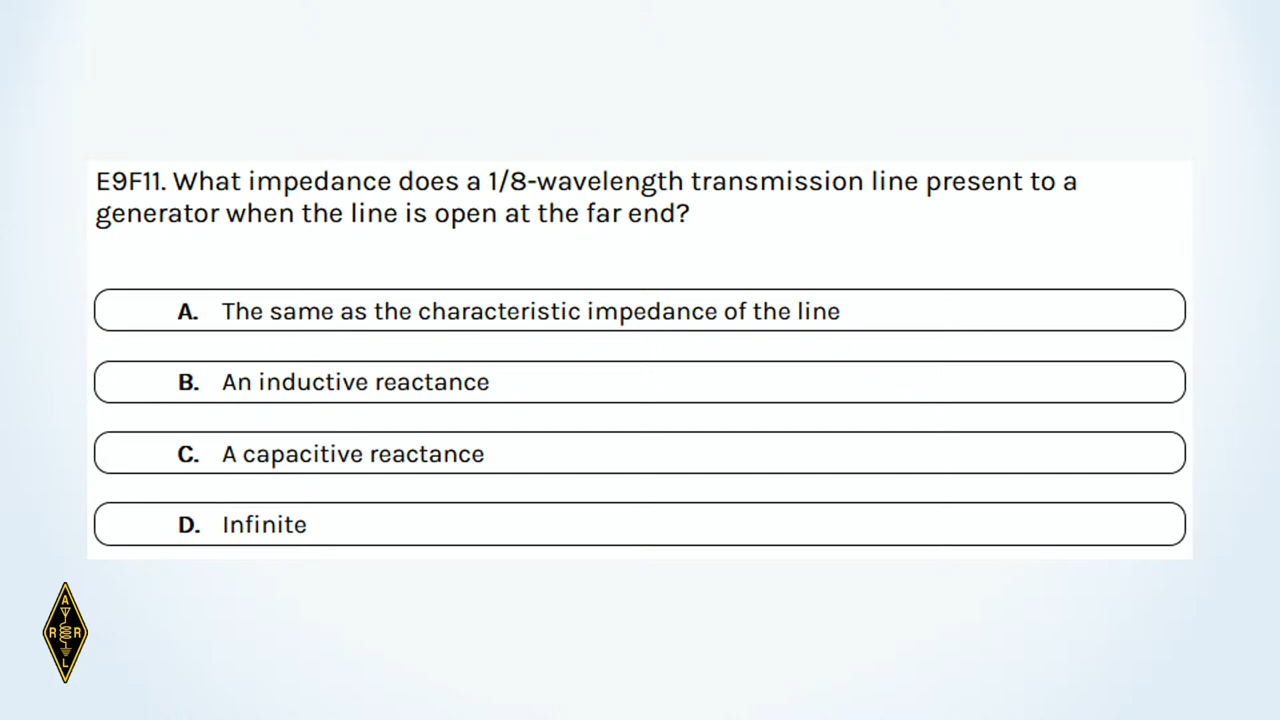 E9F11. What impedance does a 1/8-wavelength transmission line present to a
generator when the line is open at the far end?
A. The same as the characteristic impedance of the line
B. An inductive reactance
C. A capacitive reactance
D. Infinite
A
R R
L